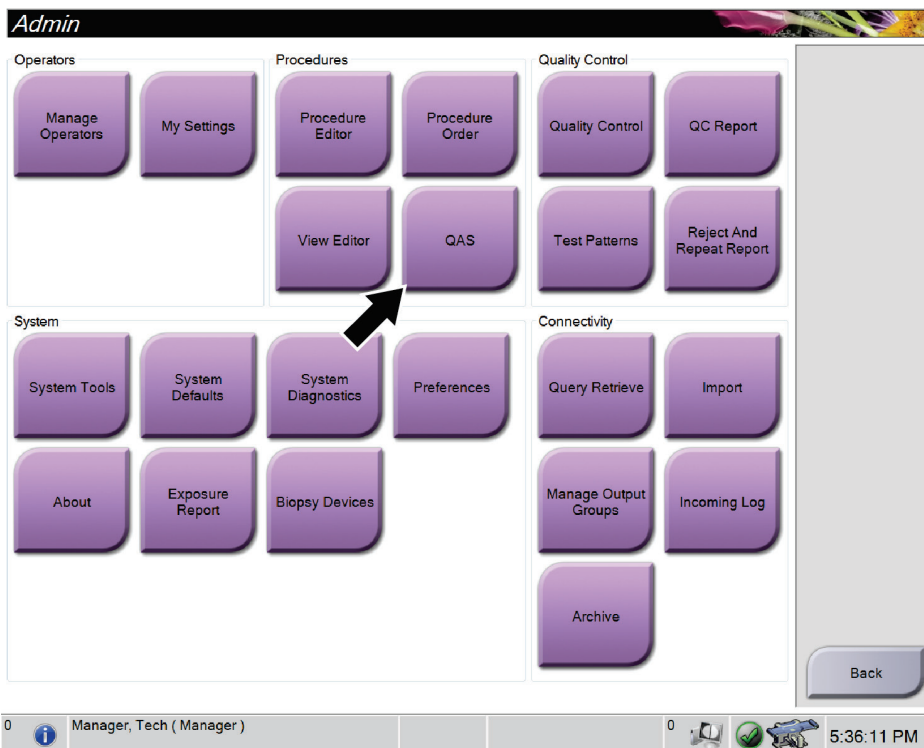 Admin
Operators
Manage
Operators
My Settings
Procedures
Procedure
Editor
Procedure
Order
View Editor
QAS
Quality Control
Quality Control
QC Report
Test Patterns
Reject And
Repeat Report
System
System Tools
System
Defaults
System
Diagnostics
Preferences
About
Exposure
Report
Biopsy Devices
Connectivity
Query Retrieve
Import
Manage Output
Groups
Incoming Log
Archive
Back
0
Manager, Tech ( Manager )
0
5:36:11 PM